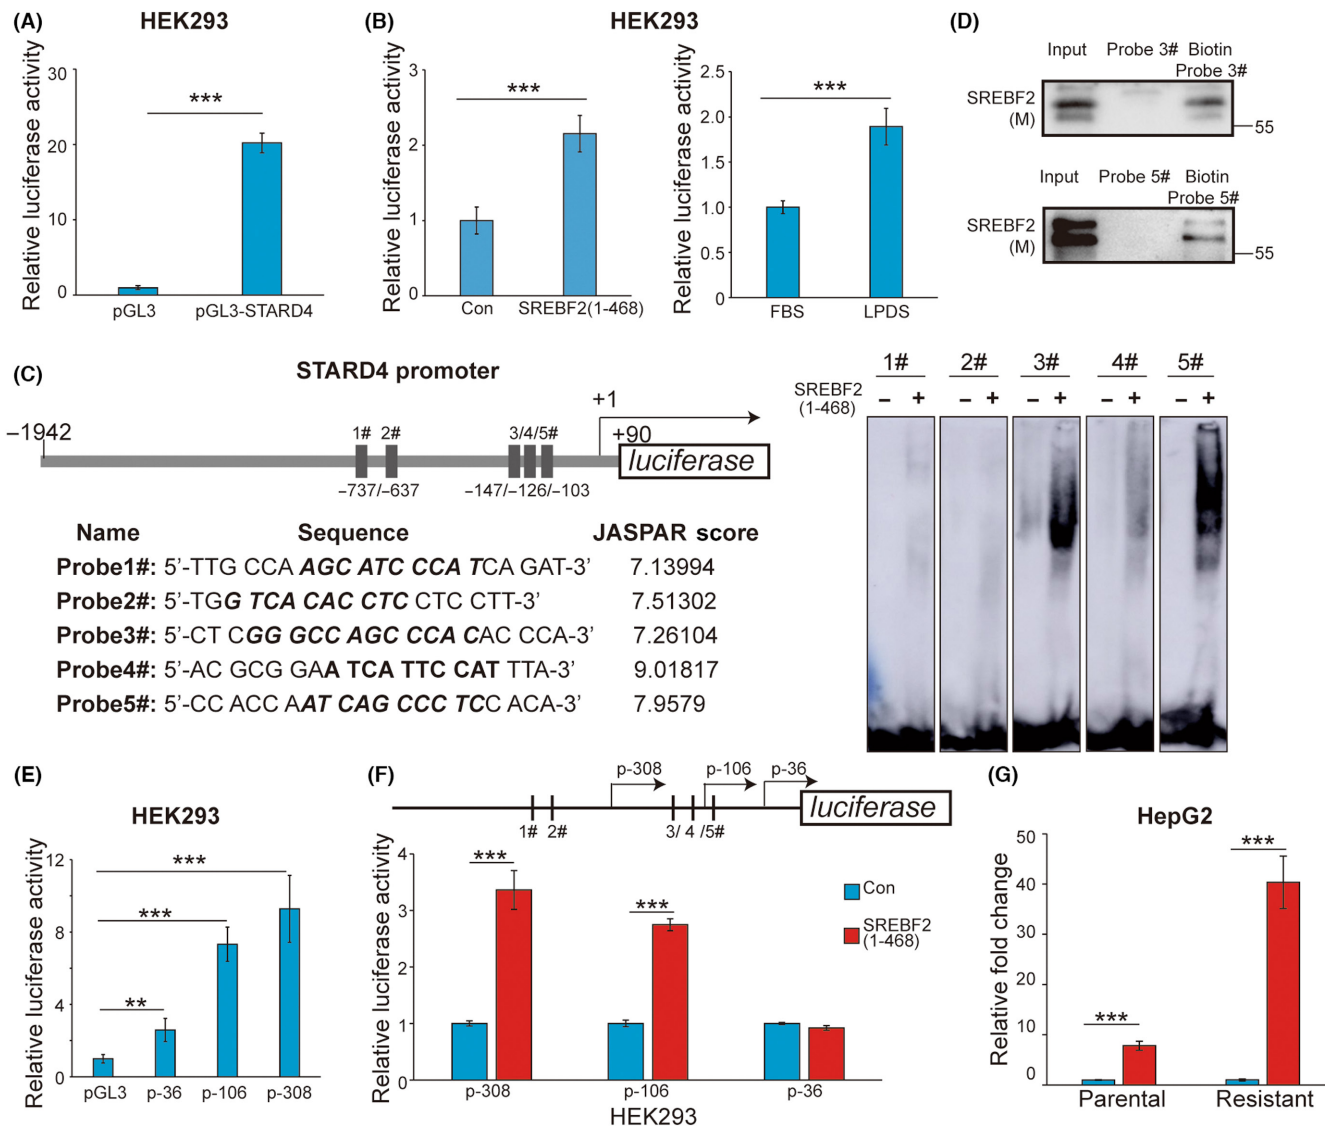 (A)
HEK293
Relative luciferase activity
30
20
10
0
***
pGL3
pGL3-STARD4
(B)
HEK293
Relative luciferase activity
3
2
1
0
***
Con
SREBF2(1-468)
Relative luciferase activity
2.5
2.0
1.5
1.0
0.5
0.0
***
FBS
LPDS
(D)
Input
Probe 3#
Biotin
Probe 3#
SREBF2
(M)
55
Input
Probe 5#
Biotin
Probe 5#
SREBF2
(M)
55
(C)
STARD4 promoter
–1942
1#
2#
3/4/5#
+1
+90
luciferase
–737/–637
–147/–126/–103
Name Sequence JASPAR score
Probe1#: 5’-TTG CCA AGC ATC CCA TCA GAT-3’ 7.13994
Probe2#: 5’-TGG TCA CAC CTC CTC CTT-3’ 7.51302
Probe3#: 5’-CT CGG GCC AGC CCA CAC CCA-3’ 7.26104
Probe4#: 5’-AC GCG GAA TCA TTC CAT TTA-3’ 9.01817
Probe5#: 5’-CC ACC AAT CAG CCC TCC ACA-3’ 7.9579
1# 2# 3# 4# 5#
SREBF2
(1-468)
– + – + – + – + – +
(E)
HEK293
Relative luciferase activity
12
8
4
0
***
***
**
pGL3
p-36
p-106
p-308
(F)
p-308
p-106
p-36
luciferase
1# 2# 3/ 4 /5#
Relative luciferase activity
4
3
2
1
0
***
***
Con
SREBF2
(1-468)
p-308
p-106
p-36
HEK293
(G)
HepG2
Relative fold change
50
40
30
20
10
0
***
***
Parental
Resistant